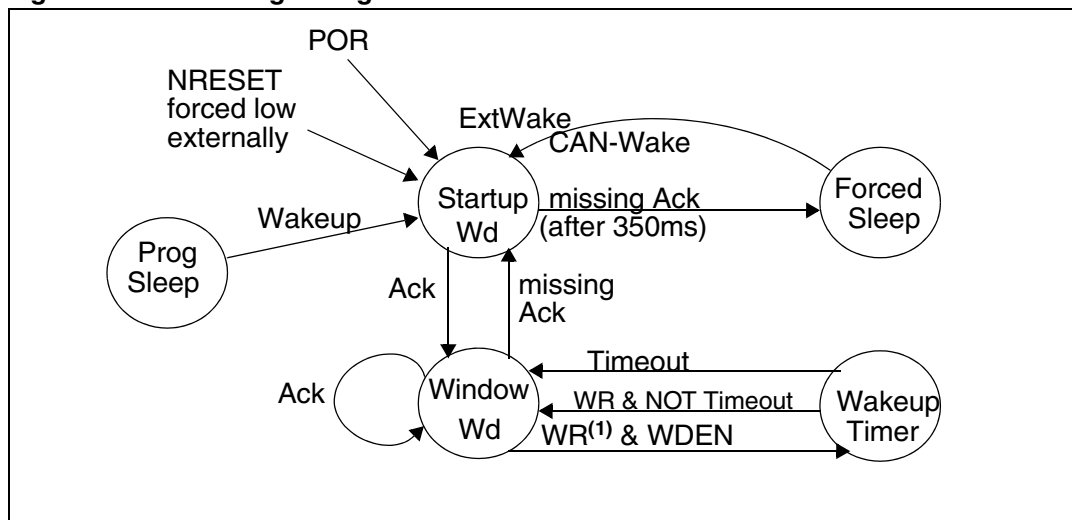 POR
NRESET
forced low
externally
ExtWake
CAN-Wake
Startup
Wd
missing Ack
(after 350ms)
Forced
Sleep
Wakeup
Prog
Sleep
Ack
missing
Ack
Timeout
Ack
Window
Wd
WR & NOT Timeout
WR(1) & WDEN
Wakeup
Timer